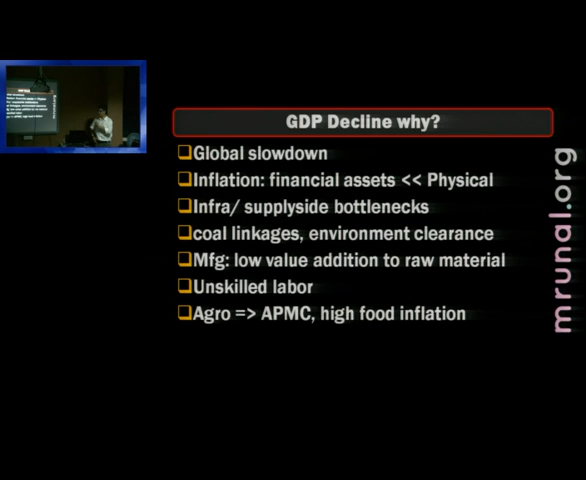 GDP Decline why?
Global slowdown
Inflation: financial assets << Physical
Infra/ supplyside bottlenecks
coal linkages, environment clearance
Mfg: low value addition to raw material
Unskilled labor
Agro => APMC, high food inflation
mrunal.org